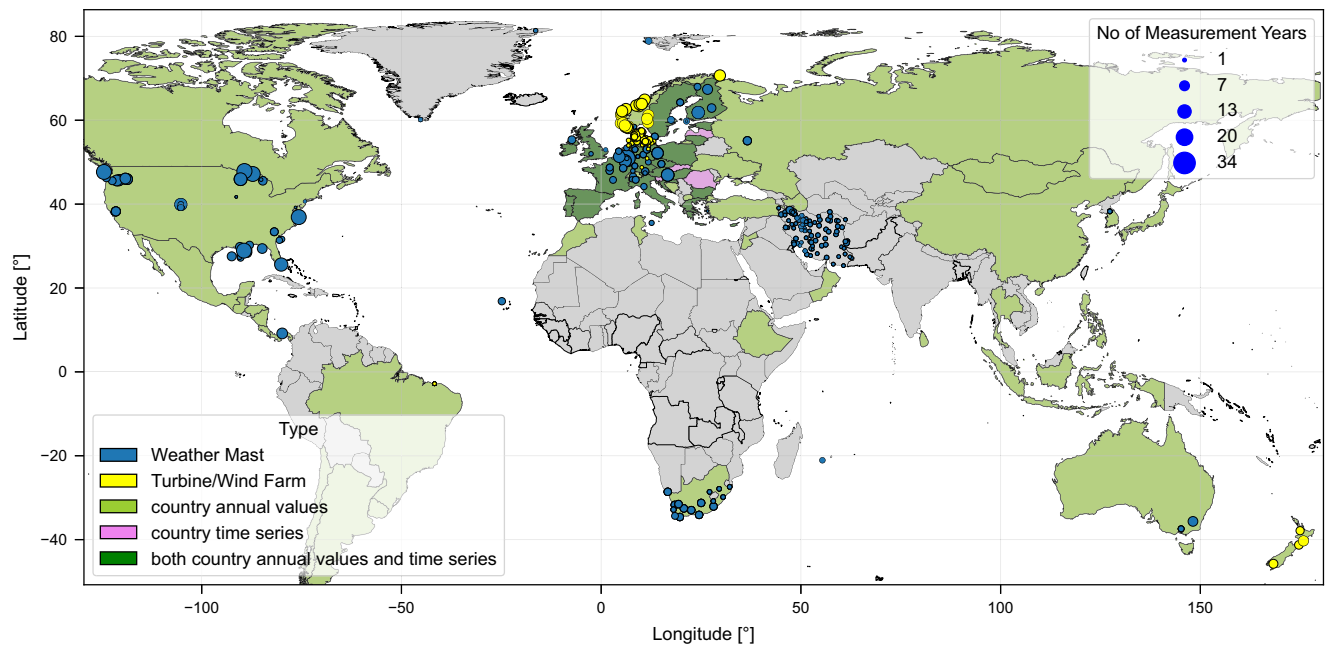 No of Measurement Years
1
7
13
20
34
80
60
40
20
0
−20
−40
Latitude [°]
Type
Weather Mast
Turbine/Wind Farm
country annual values
country time series
both country annual values and time series
−100
−50
0
50
100
150
Longitude [°]